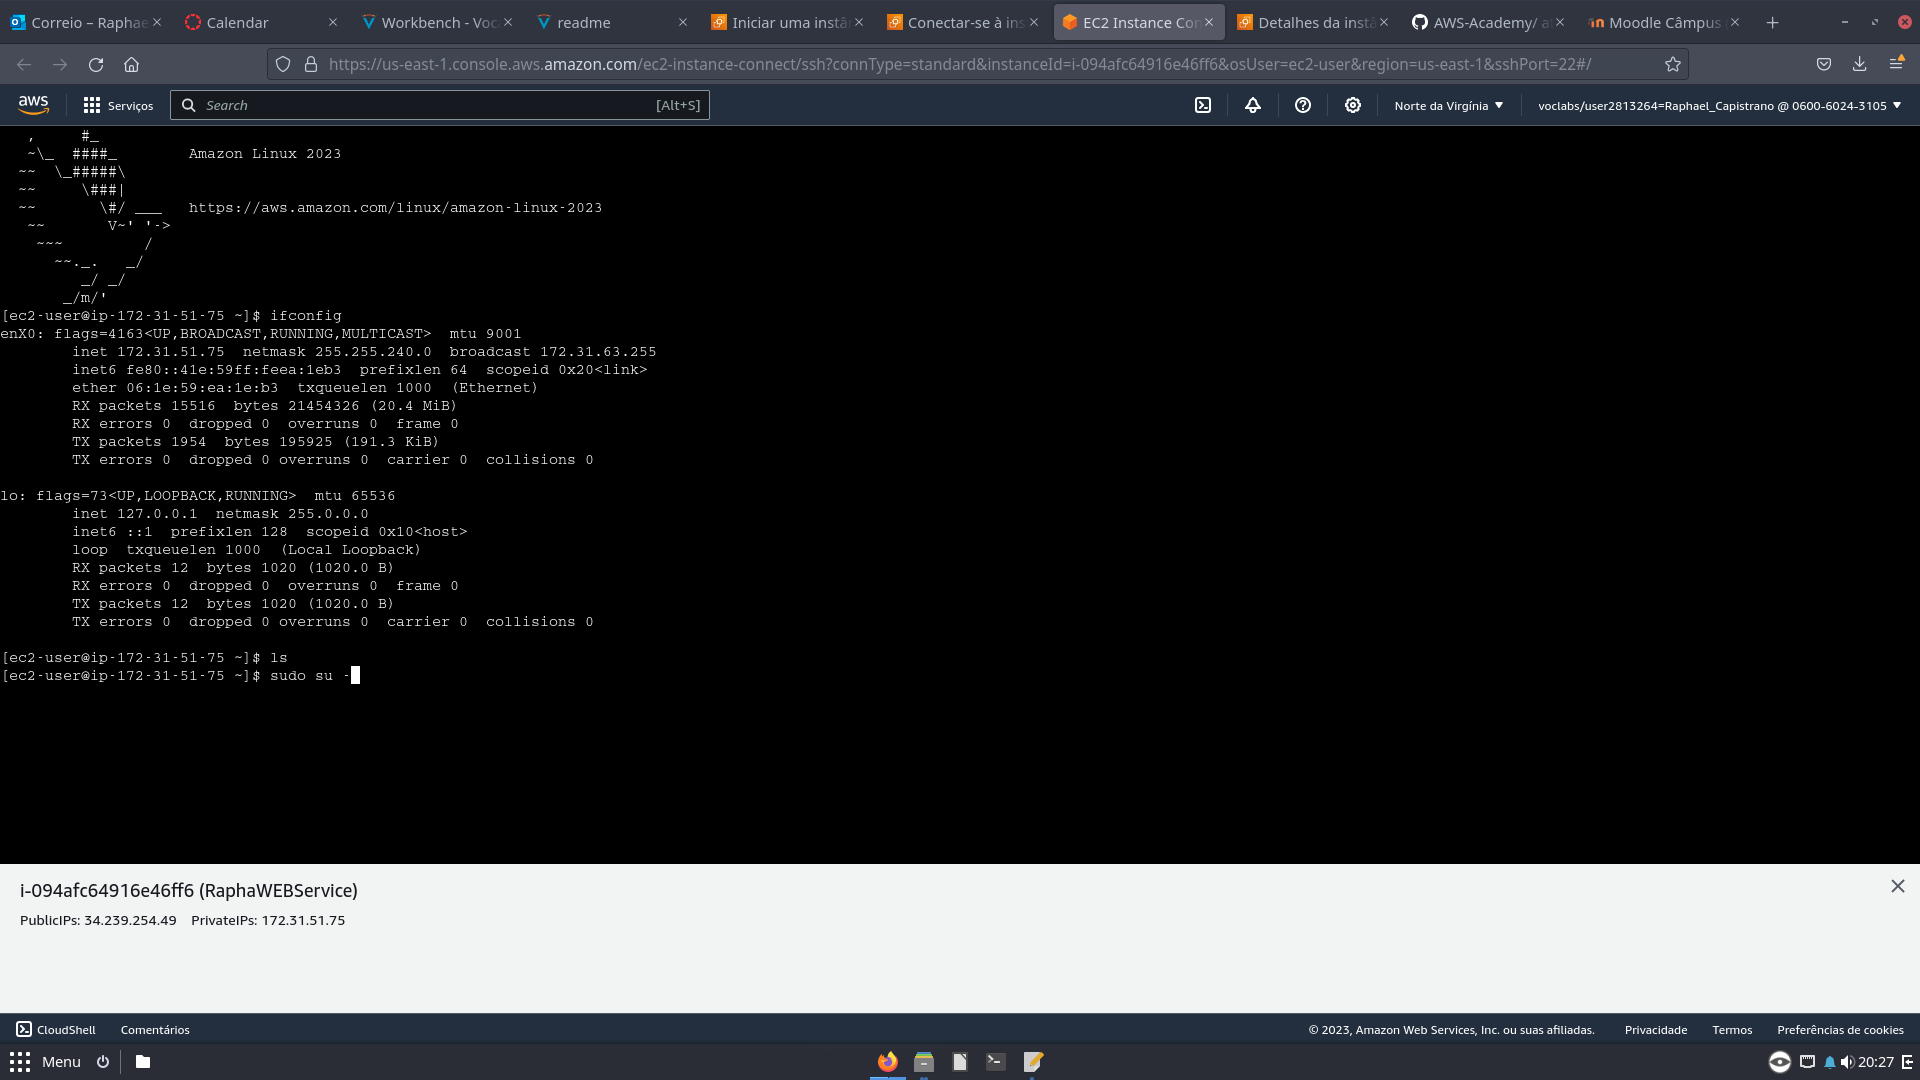 Correio – Raphae
Calendar
Workbench - Voc
readme
Iniciar uma instâ
Conectar-se à ins
EC2 Instance Con
Detalhes da instâ
AWS-Academy/ a
Moodle Câmpus
https://us-east-1.console.aws.amazon.com/ec2-instance-connect/ssh?connType=standard&instanceId=i-094afc64916e46ff6&osUser=ec2-user&region=us-east-1&sshPort=22#/
aws
Serviços
Search
[Alt+S]
Norte da Virgínia
voclabs/user2813264=Raphael_Capistrano @ 0600-6024-3105
   ,     #_
   ~\_  ####_        Amazon Linux 2023
  ~~  \_#####\
  ~~     \###|
  ~~       \#/ ___   https://aws.amazon.com/linux/amazon-linux-2023
   ~~       V~' '->
    ~~~         /
      ~~._.   _/
         _/ _/
       _/m/'
[ec2-user@ip-172-31-51-75 ~]$ ifconfig
enX0: flags=4163<UP,BROADCAST,RUNNING,MULTICAST>  mtu 9001
        inet 172.31.51.75  netmask 255.255.240.0  broadcast 172.31.63.255
        inet6 fe80::41e:59ff:feea:1eb3  prefixlen 64  scopeid 0x20<link>
        ether 06:1e:59:ea:1e:b3  txqueuelen 1000  (Ethernet)
        RX packets 15516  bytes 21454326 (20.4 MiB)
        RX errors 0  dropped 0  overruns 0  frame 0
        TX packets 1954  bytes 195925 (191.3 KiB)
        TX errors 0  dropped 0 overruns 0  carrier 0  collisions 0
lo: flags=73<UP,LOOPBACK,RUNNING>  mtu 65536
        inet 127.0.0.1  netmask 255.0.0.0
        inet6 ::1  prefixlen 128  scopeid 0x10<host>
        loop  txqueuelen 1000  (Local Loopback)
        RX packets 12  bytes 1020 (1020.0 B)
        RX errors 0  dropped 0  overruns 0  frame 0
        TX packets 12  bytes 1020 (1020.0 B)
        TX errors 0  dropped 0 overruns 0  carrier 0  collisions 0
[ec2-user@ip-172-31-51-75 ~]$ ls
[ec2-user@ip-172-31-51-75 ~]$ sudo su -
i-094afc64916e46ff6 (RaphaWEBService)
PublicIPs: 34.239.254.49    PrivateIPs: 172.31.51.75
CloudShell
Comentários
© 2023, Amazon Web Services, Inc. ou suas afiliadas.
Privacidade
Termos
Preferências de cookies
Menu
20:27